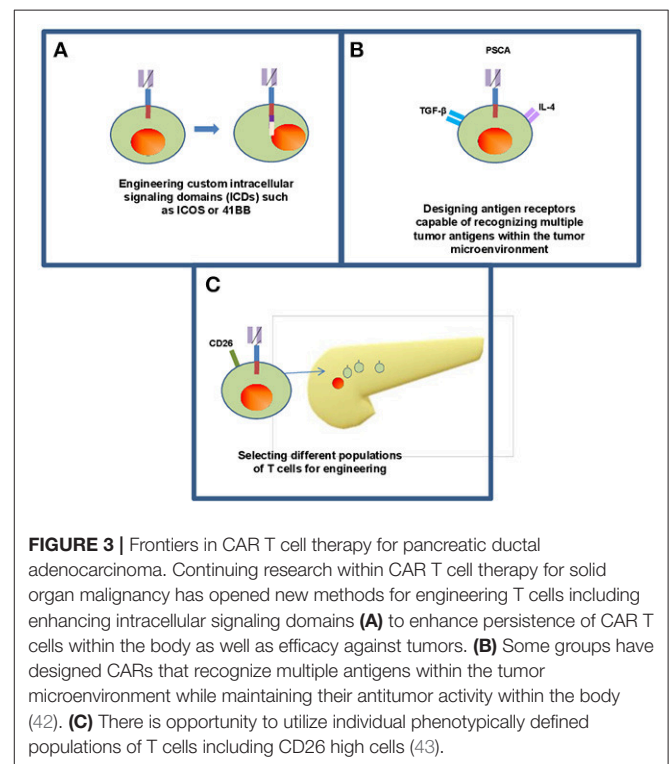 A
Engineering custom intracellular
signaling domains (ICDs) such
as ICOS or 41BB
B
PSCA
TGF-β
IL-4
Designing antigen receptors
capable of recognizing multiple
tumor antigens within the tumor
microenvironment
C
CD26
Selecting different populations
of T cells for engineering
FIGURE 3 | Frontiers in CAR T cell therapy for pancreatic ductal
adenocarcinoma. Continuing research within CAR T cell therapy for solid
organ malignancy has opened new methods for engineering T cells including
enhancing intracellular signaling domains (A) to enhance persistence of CAR T
cells within the body as well as efficacy against tumors. (B) Some groups have
designed CARs that recognize multiple antigens within the tumor
microenvironment while maintaining their antitumor activity within the body
(42). (C) There is opportunity to utilize individual phenotypically defined
populations of T cells including CD26 high cells (43).